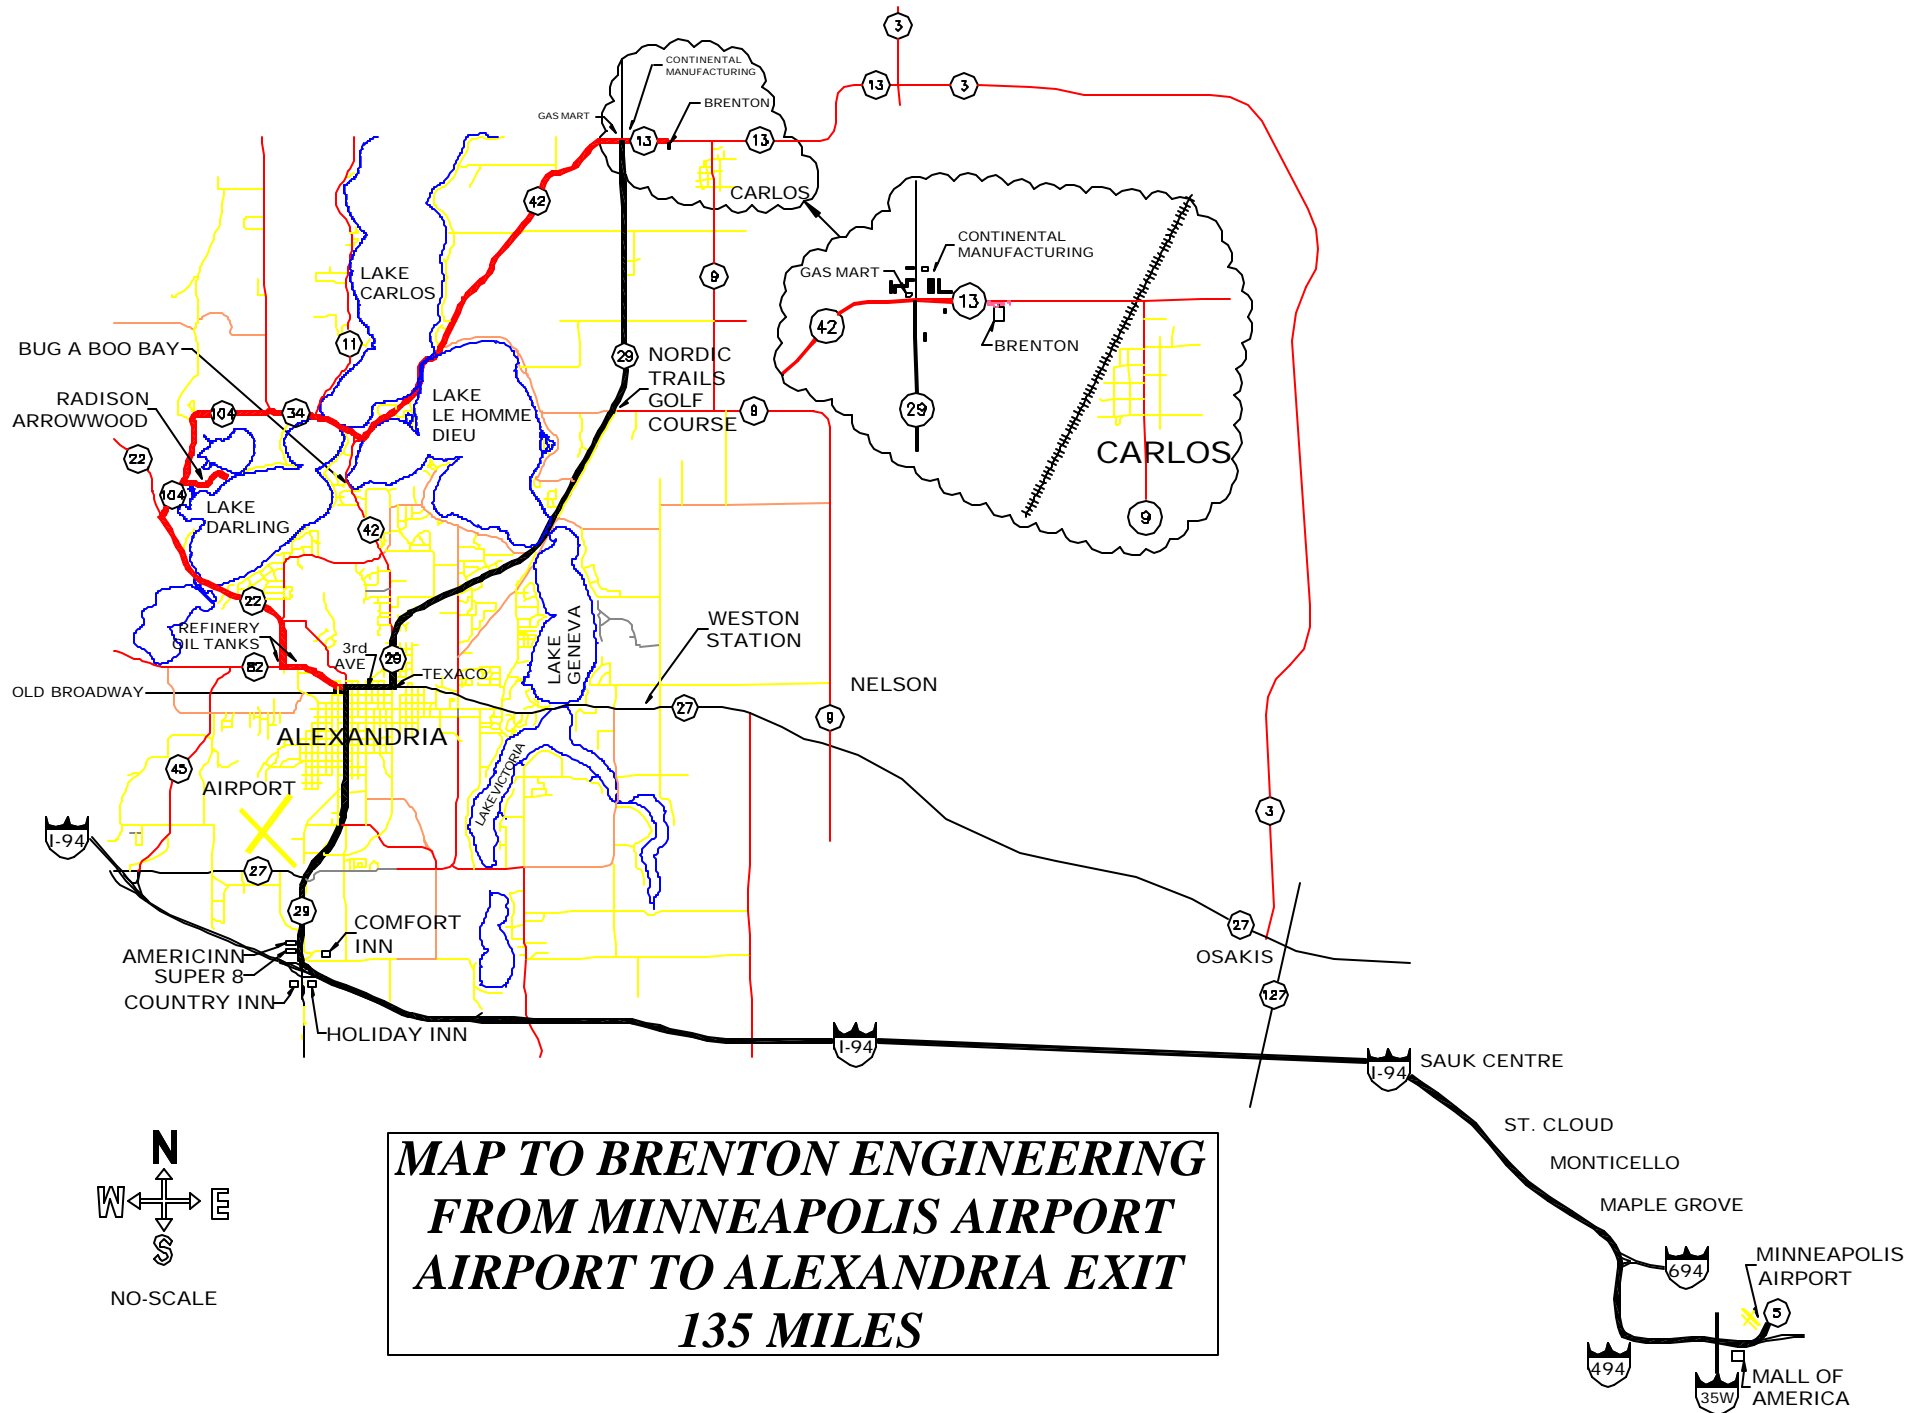 3
CONTINENTAL
MANUFACTURING
13
3
BRENTON
GAS MART
13
13
CARLOS
42
9
LAKE
CARLOS
11
BUG A BOO BAY
RADISON
ARROWWOOD
104
34
22
104
LAKE
DARLING
LAKE
LE HOMME
DIEU
29
NORDIC
TRAILS
GOLF
COURSE
8
42
CONTINENTAL
MANUFACTURING
GAS MART
13
42
BRENTON
29
CARLOS
9
22
REFINERY
OIL TANKS
82
3rd
AVE
29
TEXACO
OLD BROADWAY
LAKE
GENEVA
WESTON
STATION
27
NELSON
9
ALEXANDRIA
45
AIRPORT
LAKE VICTORIA
I-94
27
29
COMFORT
INN
AMERICINN
SUPER 8
COUNTRY INN
HOLIDAY INN
3
27
OSAKIS
127
I-94
I-94
SAUK CENTRE
ST. CLOUD
MONTICELLO
MAPLE GROVE
694
MINNEAPOLIS
AIRPORT
5
494
35W
MALL OF
AMERICA
N
W
E
S
NO-SCALE
MAP TO BRENTON ENGINEERING
FROM MINNEAPOLIS AIRPORT
AIRPORT TO ALEXANDRIA EXIT
135 MILES